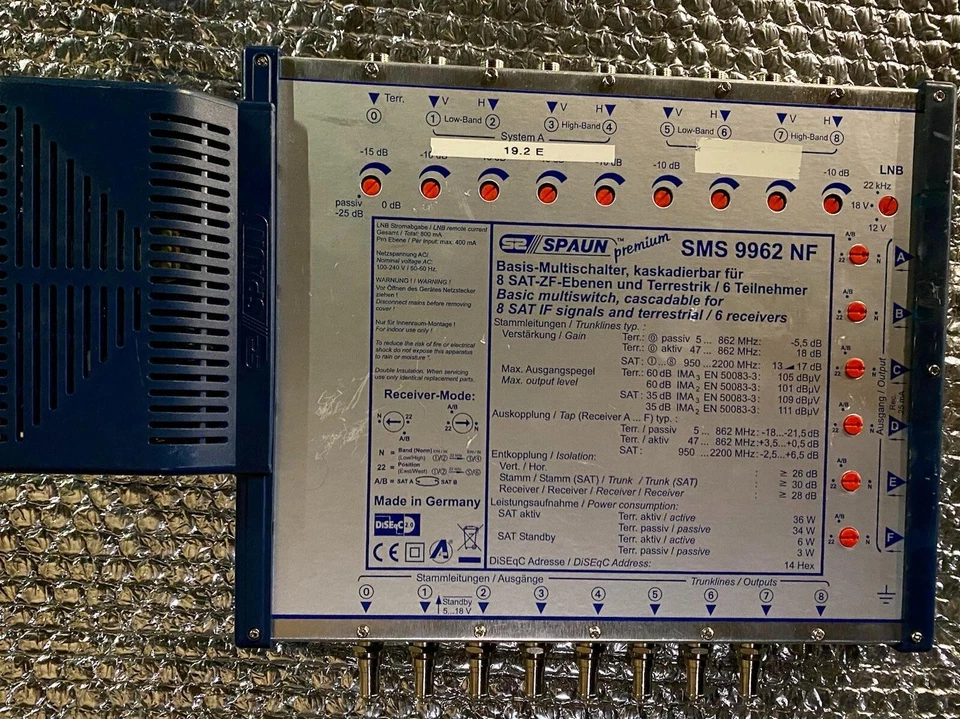 Terr. V H V H V H V H
0 1 Low-Band 2 3 High-Band 4 5 Low-Band 6 7 High-Band 8
System A
19.2 E
LNB
-15 dB -10 dB -10 dB
22 kHz
18 V
12 V
passiv 0 dB
-25 dB
LNB Stromabgabe / LNB remote current
Gesamt / Total: 800 mA
Pro Ebene / Per input: max. 400 mA
Netzspannung AC/
Nominal voltage AC:
100-240 V / 50-60 Hz.
WARNUNG ! / WARNING !
Vor Öffnen des Gerätes Netzstecker
ziehen !
Disconnect mains before removing
cover !
Nur für Innenraum-Montage !
For indoor use only !
To reduce the risk of fire or electrical
shock do not expose this apparatus
to rain or moisture
Double Insulation. When servicing
use only identical replacement parts.
Receiver-Mode:
A/B
22
N N
22
A/B
N = Band (Norm)
(Low/High)
22 = Position
(East/West)
A/B = SAT A SAT B
Made in Germany
DiSEqC 2.0
CE
SPAUN™ premium SMS 9962 NF
Basis-Multischalter, kaskadierbar für
8 SAT-ZF-Ebenen und Terrestrik / 6 Teilnehmer
Basic multiswitch, cascadable for
8 SAT IF signals and terrestrial / 6 receivers
Stammleitungen / Trunklines typ. :
Verstärkung / Gain Terr.: 0 passiv 5... 862 MHz: -5,5 dB
Terr.: 0 aktiv 47 ... 862 MHz: 18 dB
SAT: 1...8 950 ...2200 MHz: 13 17 dB
Max. Ausgangspegel Terr.: 60 dB IMA3 EN 50083-3: 105 dBµV
Max. output level 60 dB IMA2 EN 50083-3: 101 dBµV
SAT: 35 dB IMA3 EN 50083-3: 109 dBµV
35 dB IMA2 EN 50083-3: 111 dBµV
Auskopplung / Tap (Receiver A ... F) typ. :
Terr. / passiv 5... 862 MHz: -18...-21,5 dB
Terr. / aktiv 47... 862 MHz: +3,5...+0,5 dB
SAT: 950 ...2200 MHz: -2,5...+6,5 dB
Entkopplung / Isolation:
Vert. / Hor. : ≥ 26 dB
Stamm / Stamm (SAT) / Trunk / Trunk (SAT) : ≥ 30 dB
Receiver / Receiver / Receiver / Receiver : ≥ 28 dB
Leistungsaufnahme / Power consumption:
SAT aktiv Terr. aktiv / active 36 W
Terr. passiv / passive 34 W
SAT Standby Terr. aktiv / active 6 W
Terr. passiv / passive 3 W
DiSEqC Adresse / DiSEqC Address: 14 Hex
A
B
C
D
E
F
Ausgang / Output
Stammleitungen / Ausgänge Trunklines / Outputs
0 1 2 3 4 5 6 7 8
Standby
5...18 V
SPAUN